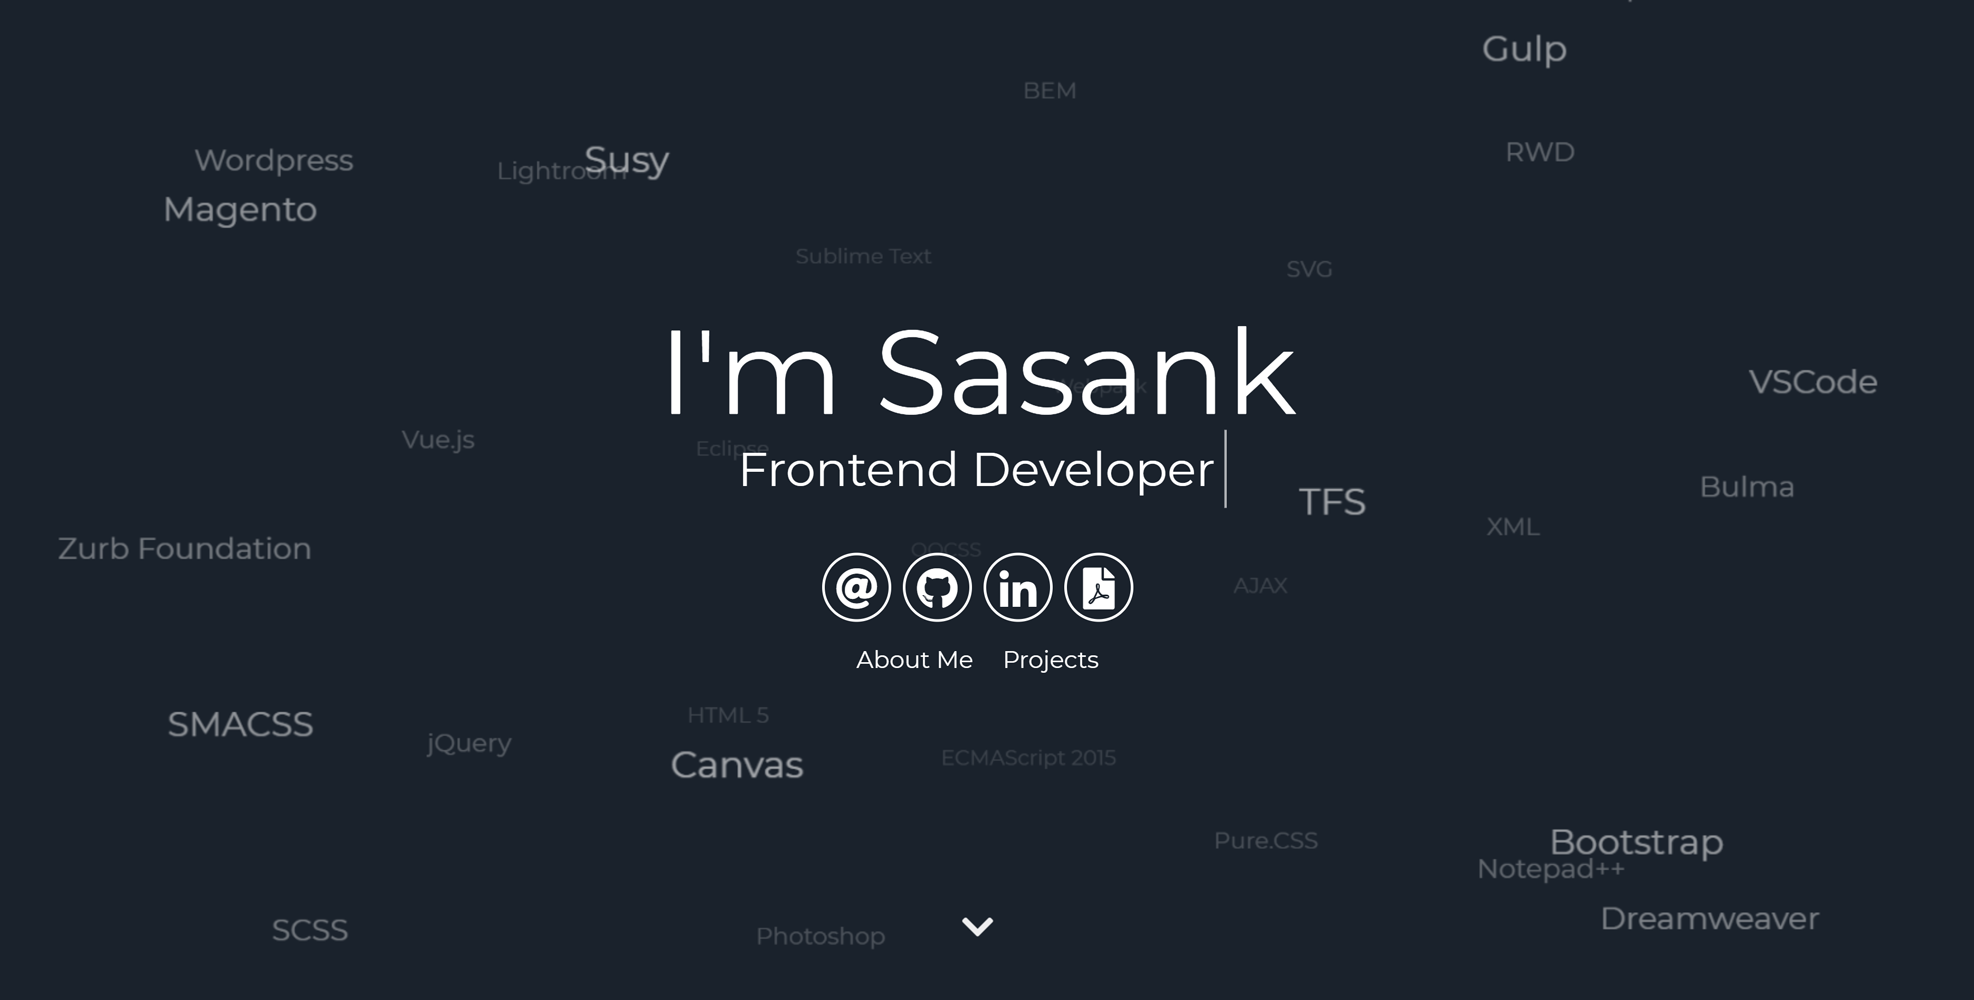 Gulp
BEM
RWD
Wordpress
Lightroom
Susy
Magento
Sublime Text
SVG
I'm Sasank
Webpack
VSCode
Vue.js
Eclipse
Frontend Developer
TFS
Bulma
XML
Zurb Foundation
OOCSS
@
in
AJAX
About Me Projects
HTML 5
SMACSS
jQuery
Canvas
ECMAScript 2015
Pure.CSS
Bootstrap
Notepad++
Dreamweaver
SCSS
Photoshop